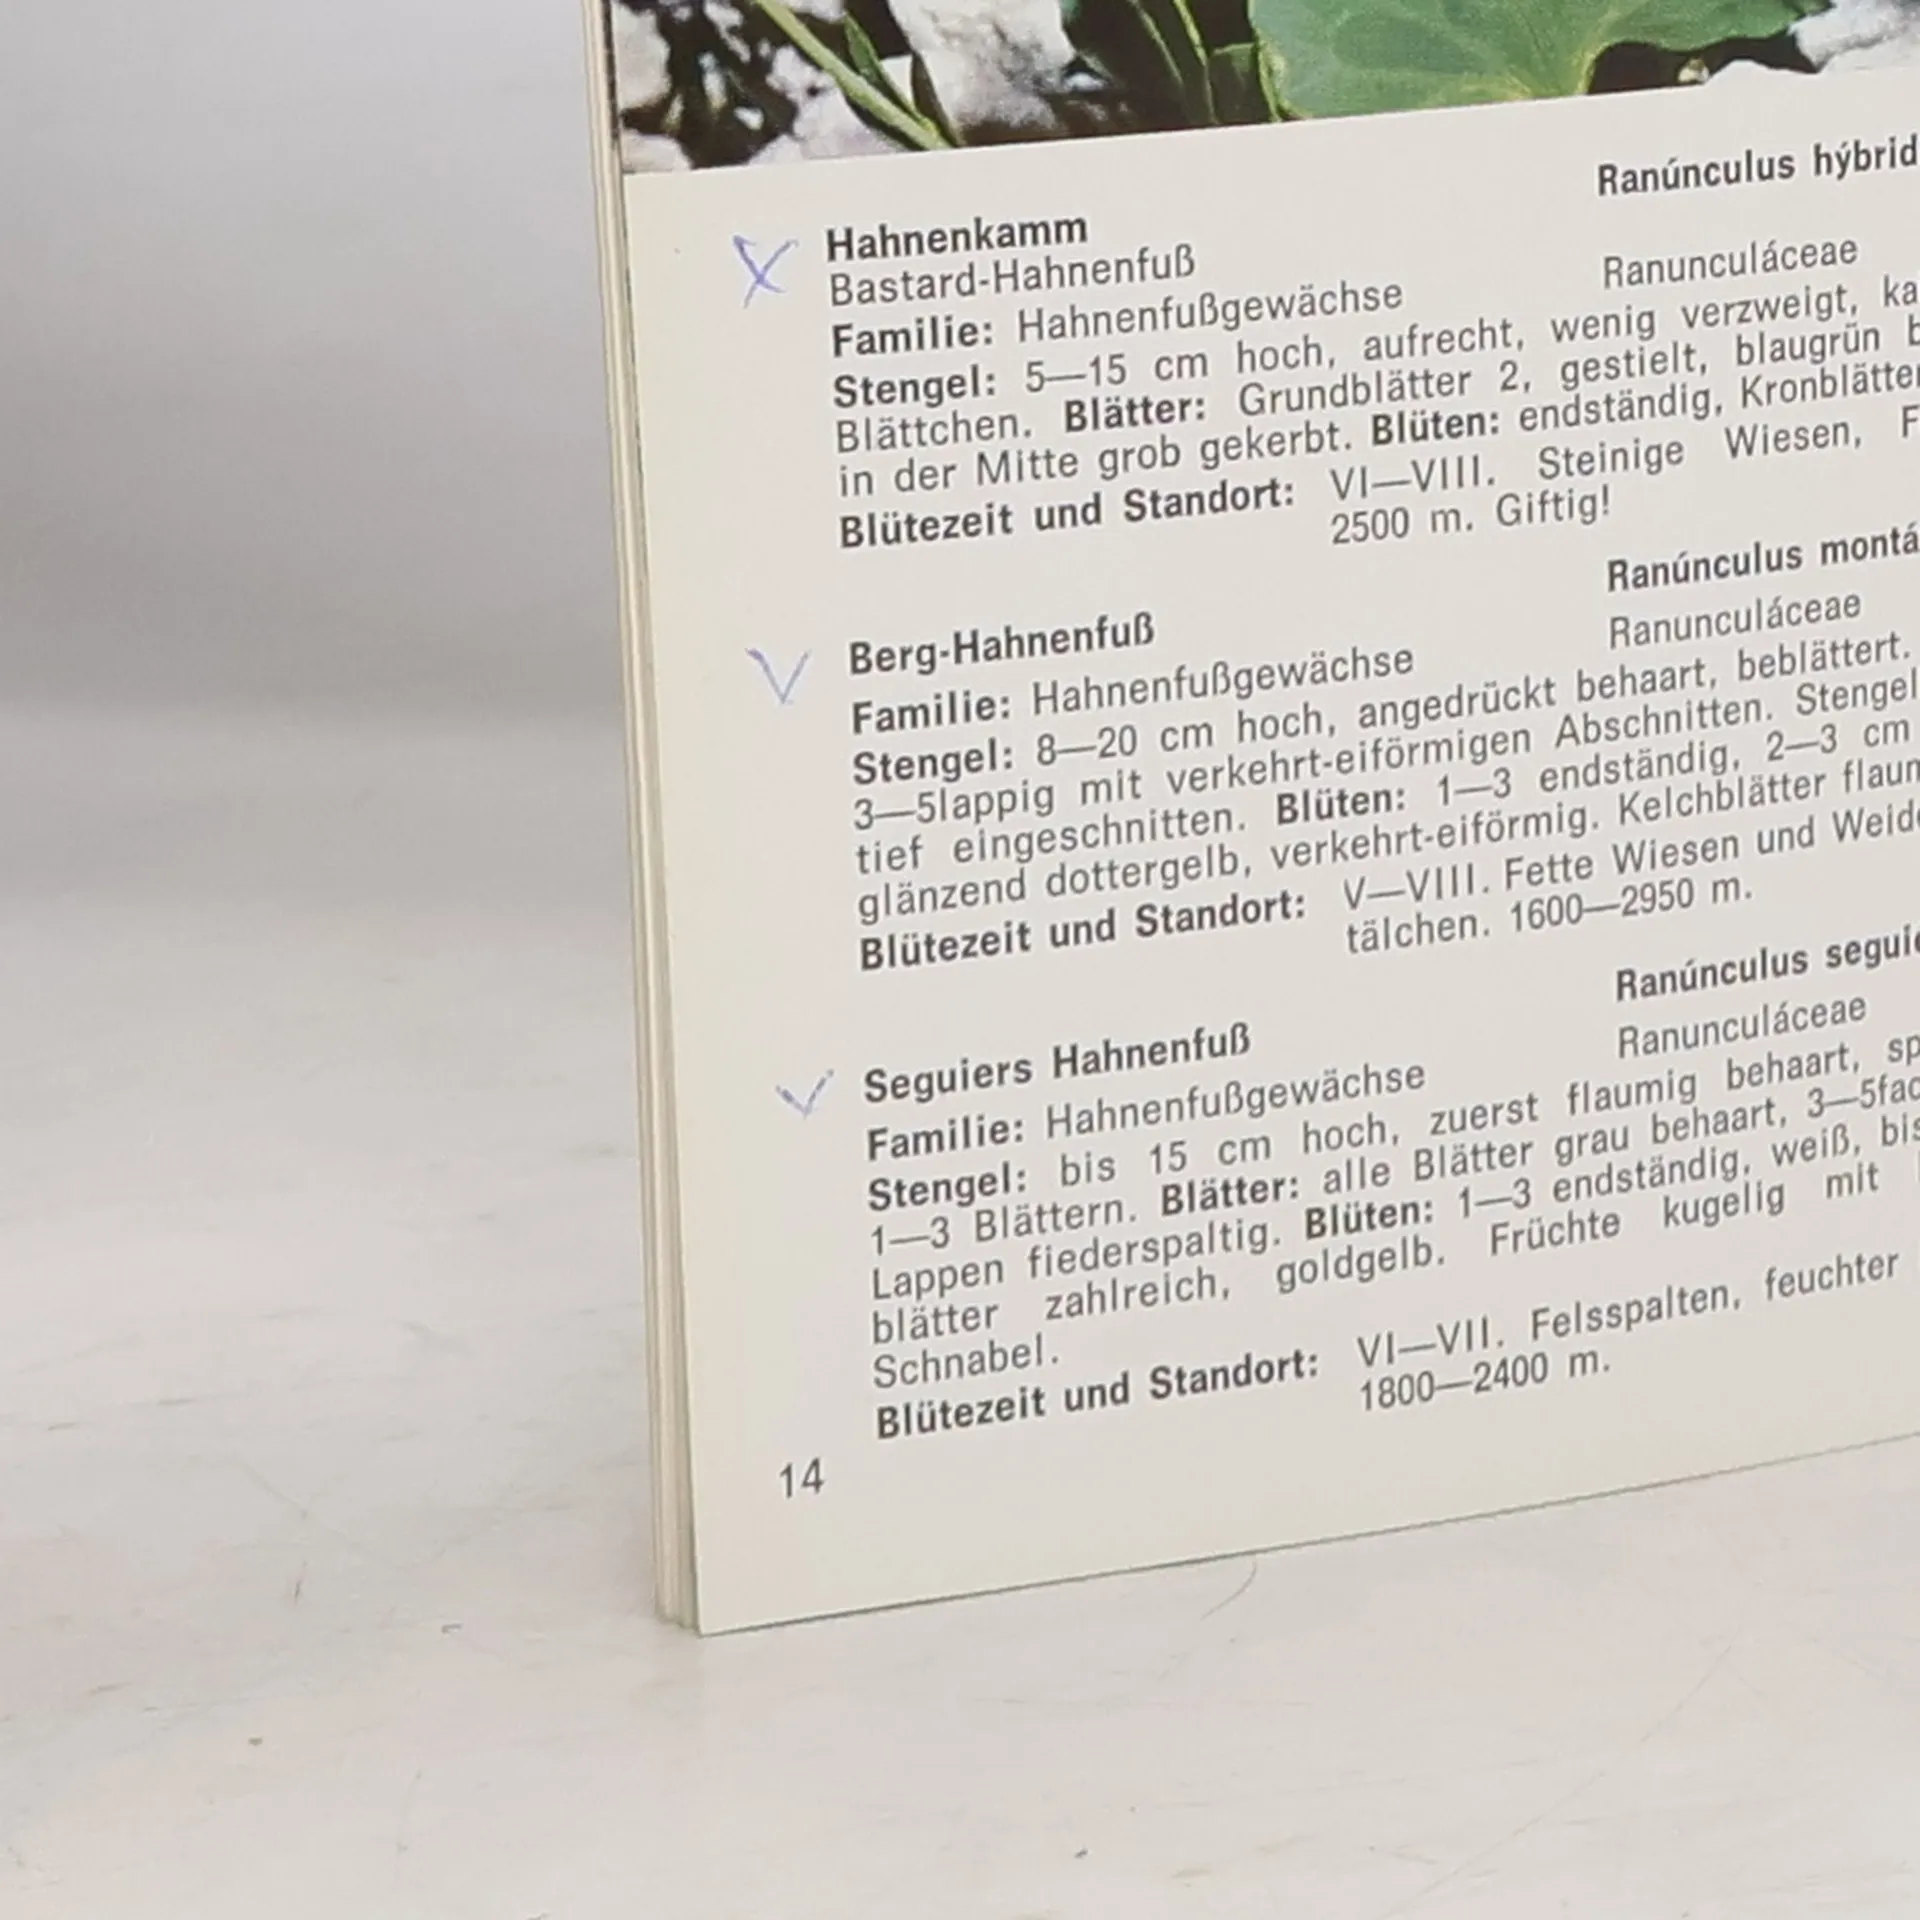 Hahnenkamm Ranúnculus hýbrid
Bastard-Hahnenfuß
Familie: Hahnenfußgewächse Ranunculáceae
Stengel: 5—15 cm hoch, aufrecht, wenig verzweigt, ka
Blättchen. Blätter: Grundblätter 2, gestielt, blaugrün b
in der Mitte grob gekerbt. Blüten: endständig, Kronblätter
Blütezeit und Standort: VI—VIII. Steinige Wiesen, F
2500 m. Giftig!
Berg-Hahnenfuß Ranúnculus montá
Familie: Hahnenfußgewächse Ranunculáceae
Stengel: 8—20 cm hoch, angedrückt behaart, beblättert.
3—5lappig mit verkehrt-eiförmigen Abschnitten. Stengel
tief eingeschnitten. Blüten: 1—3 endständig, 2—3 cm
glänzend dottergelb, verkehrt-eiförmig. Kelchblätter flaum
Blütezeit und Standort: V—VIII. Fette Wiesen und Weide
tälchen. 1600—2950 m.
Seguiers Hahnenfuß Ranúnculus seguie
Familie: Hahnenfußgewächse Ranunculáceae
Stengel: bis 15 cm hoch, zuerst flaumig behaart, sp
1—3 Blättern. Blätter: alle Blätter grau behaart, 3—5fac
Lappen fiederspaltig. Blüten: 1—3 endständig, weiß, bis
blätter zahlreich, goldgelb. Früchte kugelig mit
Schnabel.
Blütezeit und Standort: VI—VII. Felsspalten, feuchter
1800—2400 m.
14